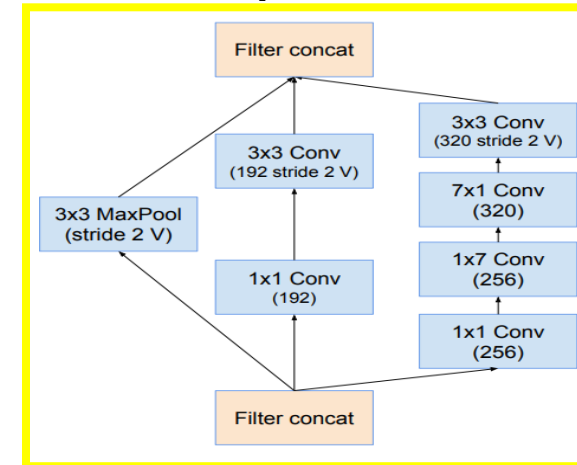 Filter concat
3x3 Conv
(320 stride 2 V)
3x3 Conv
(192 stride 2 V)
7x1 Conv
(320)
3x3 MaxPool
(stride 2 V)
1x7 Conv
(256)
1x1 Conv
(192)
1x1 Conv
(256)
Filter concat